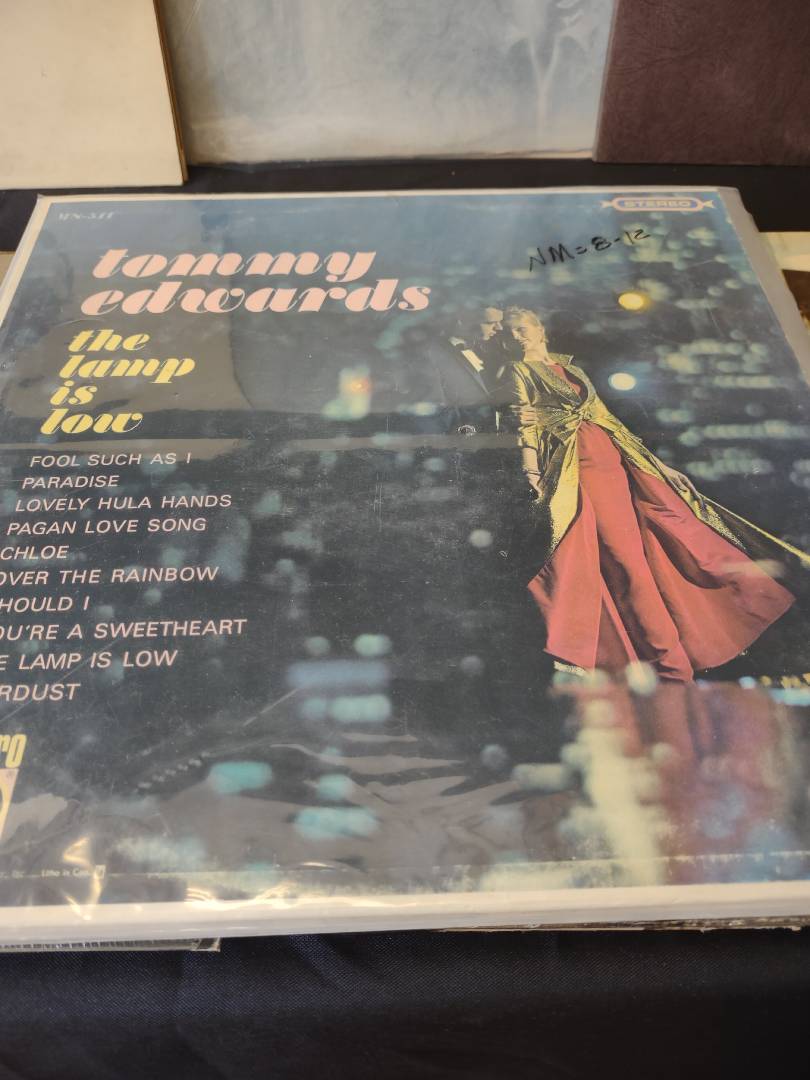 STEREO
NM=8-12
tommy
edwards
the
lamp
is
low
FOOL SUCH AS I
PARADISE
LOVELY HULA HANDS
PAGAN LOVE SONG
CHLOE
OVER THE RAINBOW
HOULD I
OU'RE A SWEETHEART
E LAMP IS LOW
RDUST
ro